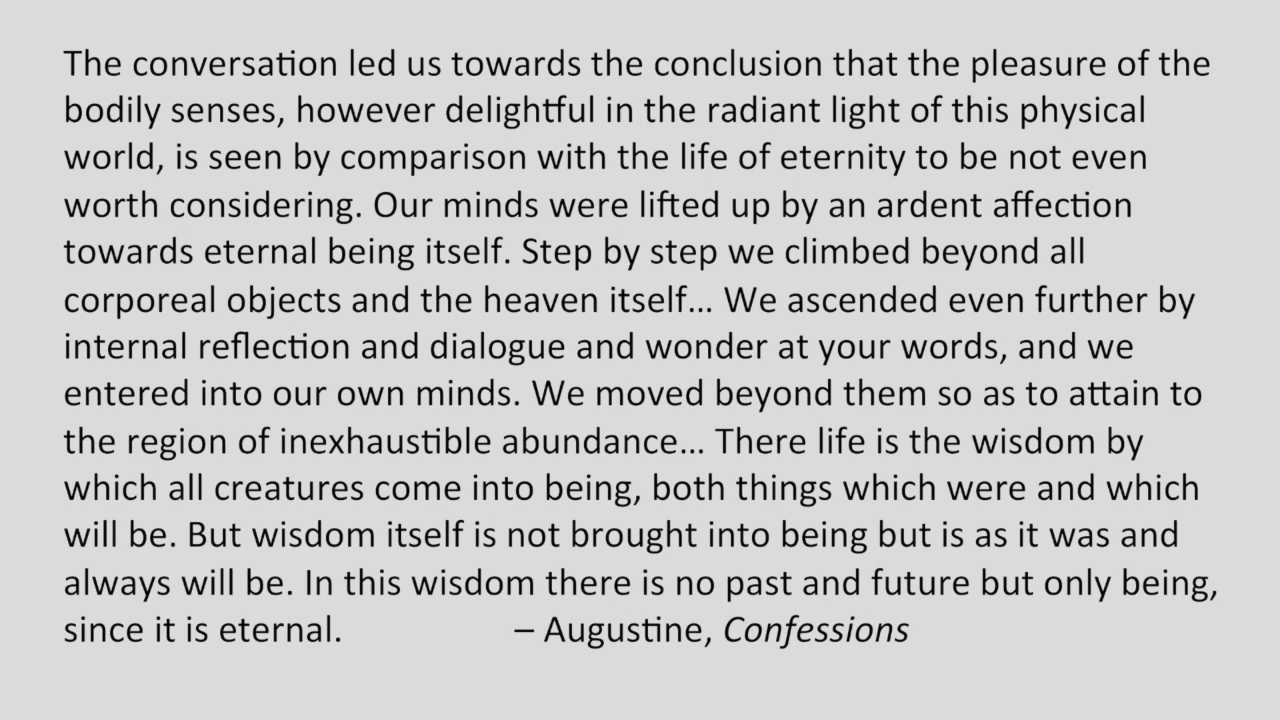 The conversation led us towards the conclusion that the pleasure of the
bodily senses, however delightful in the radiant light of this physical
world, is seen by comparison with the life of eternity to be not even
worth considering. Our minds were lifted up by an ardent affection
towards eternal being itself. Step by step we climbed beyond all
corporeal objects and the heaven itself... We ascended even further by
internal reflection and dialogue and wonder at your words, and we
entered into our own minds. We moved beyond them so as to attain to
the region of inexhaustible abundance... There life is the wisdom by
which all creatures come into being, both things which were and which
will be. But wisdom itself is not brought into being but is as it was and
always will be. In this wisdom there is no past and future but only being,
since it is eternal. – Augustine, Confessions